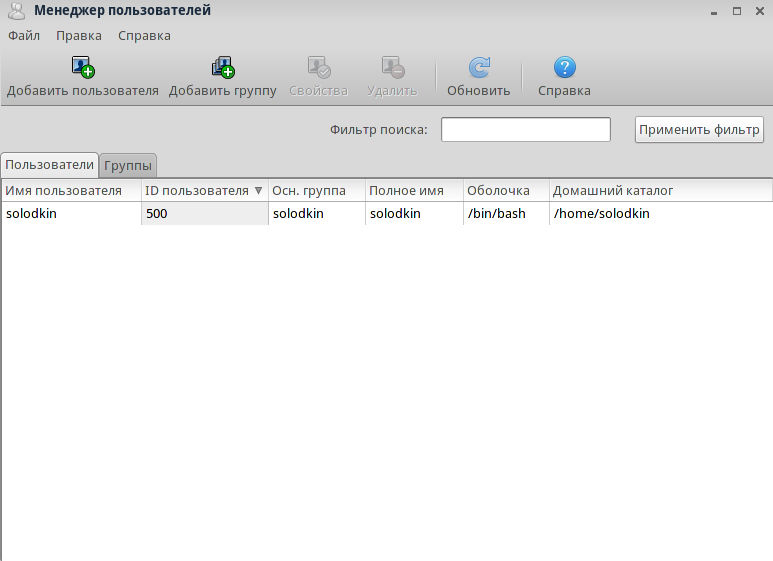 Менеджер пользователей
Файл Правка Справка
Добавить пользователя Добавить группу Свойства Удалить Обновить Справка
Фильтр поиска: Применить фильтр
Пользователи Группы
Имя пользователя ID пользователя Осн. группа Полное имя Оболочка Домашний каталог
solodkin 500 solodkin solodkin /bin/bash /home/solodkin